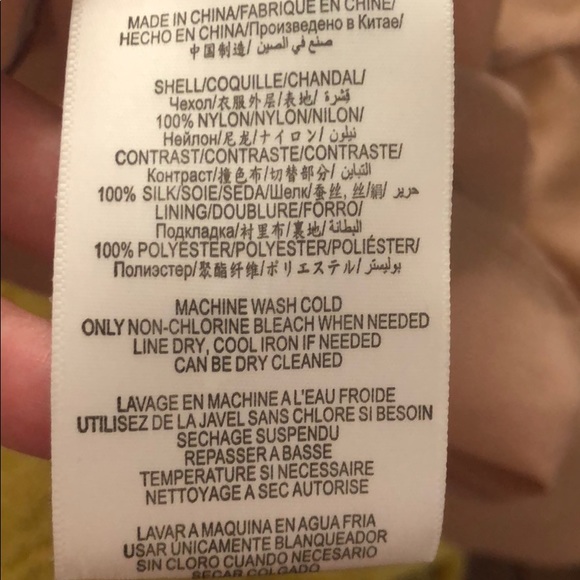 MADE IN CHINA/FABRIQUÉ EN CHINE/
HECHO EN CHINA/Произведено в Китае/
中国制造/ صنع في الصين/
SHELL/COQUILLE/CHANDAL/
Чехол/衣服外层/表地/ قشرة/
100% NYLON/NYLON/NILON/
Нейлон/尼龙/ナイロン/ نيلون/
CONTRAST/CONTRASTE/CONTRASTE/
Контраст/撞色布/切替部分/ التباين/
100% SILK/SOIE/SEDA/Шелк/蚕丝, 丝/絹/ حرير
LINING/DOUBLURE/FORRO/
Подкладка/衬里布/裏地/ البطانة/
100% POLYESTER/POLYESTER/POLIÉSTER/
Полиэстер/聚酯纤维/ポリエステル/ بوليستر/
MACHINE WASH COLD
ONLY NON-CHLORINE BLEACH WHEN NEEDED
LINE DRY, COOL IRON IF NEEDED
CAN BE DRY CLEANED
LAVAGE EN MACHINE A L'EAU FROIDE
UTILISEZ DE LA JAVEL SANS CHLORE SI BESOIN
SECHAGE SUSPENDU
REPASSER A BASSE
TEMPERATURE SI NECESSAIRE
NETTOYAGE A SEC AUTORISE
LAVAR A MAQUINA EN AGUA FRIA
USAR ÚNICAMENTE BLANQUEADOR
SIN CLORO CUANDO NECESARIO
SECAR COLGADO